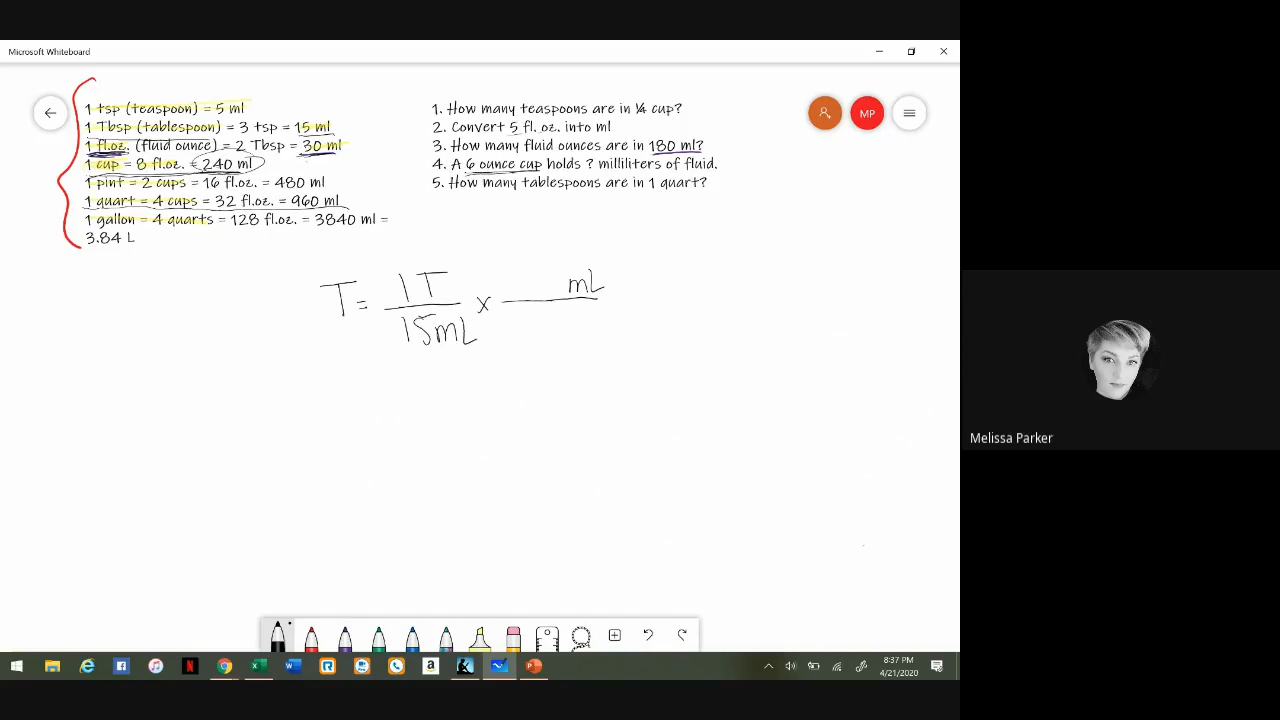 Microsoft Whiteboard
1 tsp (teaspoon) = 5 ml
1 Tbsp (tablespoon) = 3 tsp = 15 ml
1 fl.oz. (fluid ounce) = 2 Tbsp = 30 ml
1 cup = 8 fl.oz. = 240 ml
1 pint = 2 cups = 16 fl.oz. = 480 ml
1 quart = 4 cups = 32 fl.oz. = 960 ml
1 gallon = 4 quarts = 128 fl.oz. = 3840 ml =
3.84 L
1. How many teaspoons are in ¼ cup?
2. Convert 5 fl. oz. into ml
3. How many fluid ounces are in 180 ml?
4. A 6 ounce cup holds ? milliliters of fluid.
5. How many tablespoons are in 1 quart?
MP
T = 1T / 15mL x mL
Melissa Parker
8:37 PM
4/21/2020